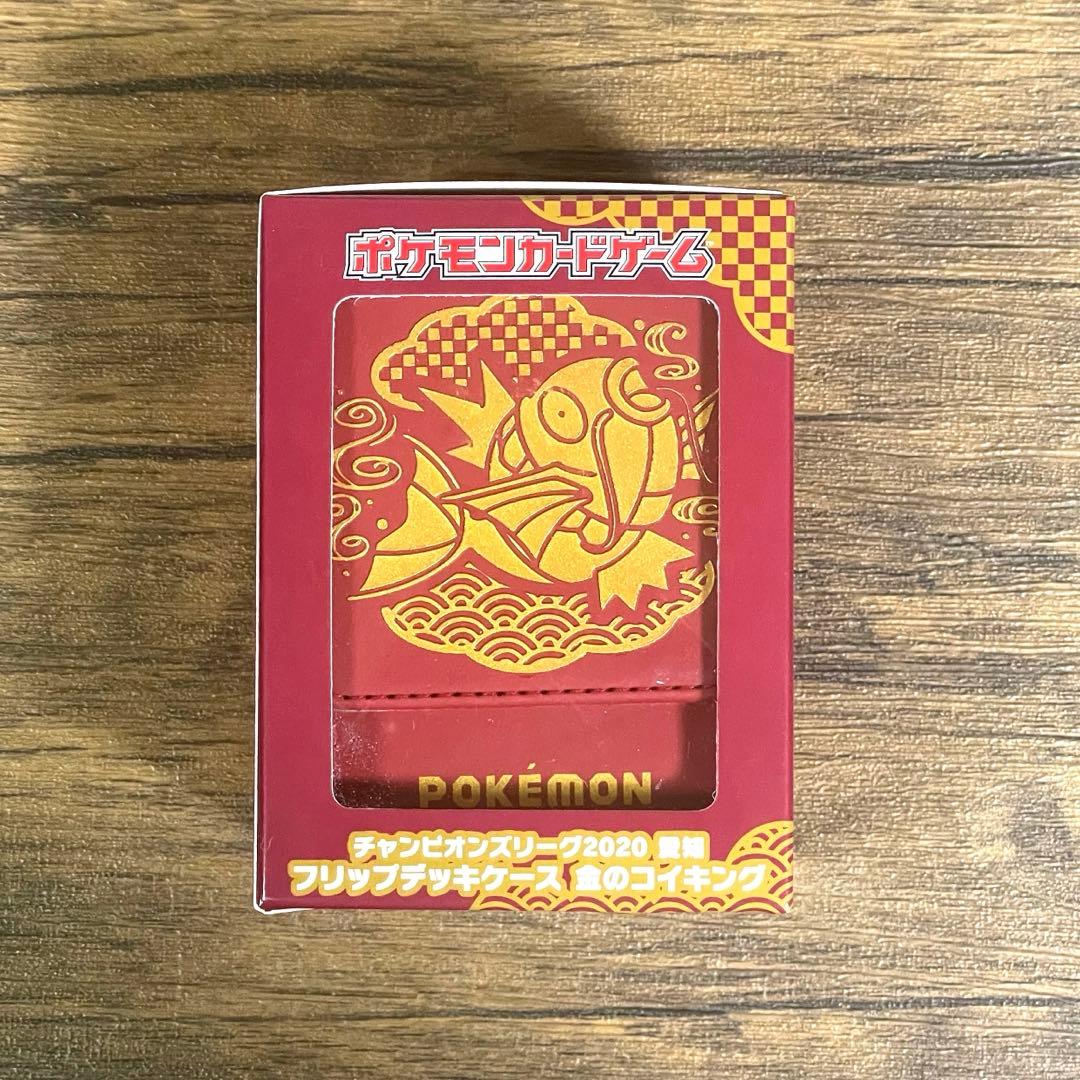 ポケモンカードゲーム
POKÉMON
チャンピオンズリーグ2020 愛知
フリップデッキケース 金のコイキング